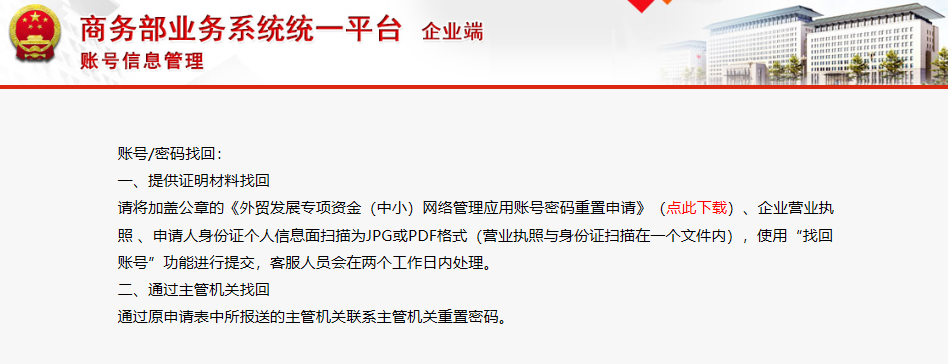 商务部业务系统统一平台 企业端
账号信息管理
账号/密码找回：
一、提供证明材料找回
请将加盖公章的《外贸发展专项资金（中小）网络管理应用账号密码重置申请》（点此下载）、企业营业执
照 、申请人身份证个人信息面扫描为JPG或PDF格式（营业执照与身份证扫描在一个文件内），使用“找回
账号”功能进行提交，客服人员会在两个工作日内处理。
二、通过主管机关找回
通过原申请表中所报送的主管机关联系主管机关重置密码。